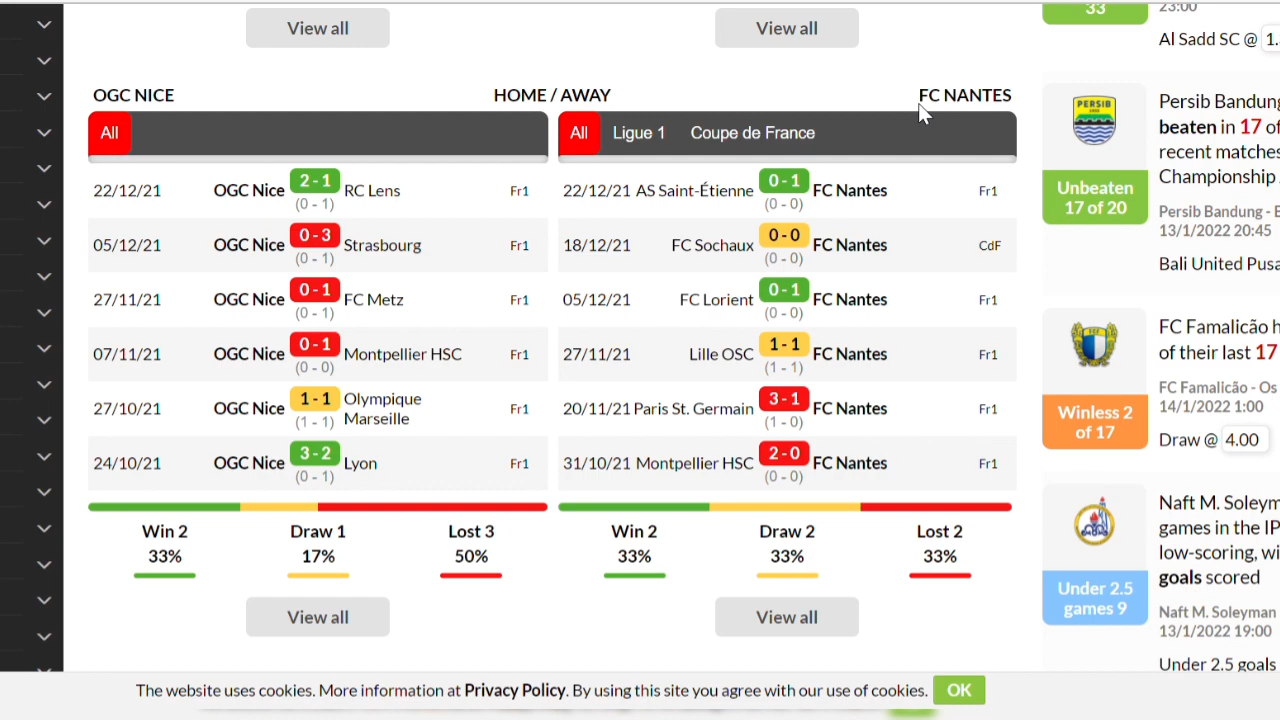 View all
View all
OGC NICE
HOME / AWAY
FC NANTES
All
All Ligue 1 Coupe de France
22/12/21 OGC Nice 2 - 1 RC Lens Fr1
(0 - 1)
05/12/21 OGC Nice 0 - 3 Strasbourg Fr1
(0 - 1)
27/11/21 OGC Nice 0 - 1 FC Metz Fr1
(0 - 1)
07/11/21 OGC Nice 0 - 1 Montpellier HSC Fr1
(0 - 0)
27/10/21 OGC Nice 1 - 1 Olympique Marseille Fr1
(1 - 1)
24/10/21 OGC Nice 3 - 2 Lyon Fr1
(0 - 1)
Win 2 Draw 1 Lost 3
33% 17% 50%
View all
22/12/21 AS Saint-Étienne 0 - 1 FC Nantes Fr1
(0 - 0)
18/12/21 FC Sochaux 0 - 0 FC Nantes CdF
(0 - 0)
05/12/21 FC Lorient 0 - 1 FC Nantes Fr1
(0 - 0)
27/11/21 Lille OSC 1 - 1 FC Nantes Fr1
(1 - 1)
20/11/21 Paris St. Germain 3 - 1 FC Nantes Fr1
(1 - 0)
31/10/21 Montpellier HSC 2 - 0 FC Nantes Fr1
(0 - 0)
Win 2 Draw 2 Lost 2
33% 33% 33%
View all
33
23:00
Al Sadd SC @ 1.
PERSIB
Unbeaten
17 of 20
Persib Bandung
beaten in 17 of
recent matches
Championship
Persib Bandung -
13/1/2022 20:45
Bali United Pusa
Winless 2
of 17
FC Famalicão h
of their last 17
FC Famalicão - Os
14/1/2022 1:00
Draw @ 4.00
Under 2.5
games 9
Naft M. Soleym
games in the IP
low-scoring, wi
goals scored
Naft M. Soleyman
13/1/2022 19:00
Under 2.5 goals
The website uses cookies. More information at Privacy Policy. By using this site you agree with our use of cookies. OK